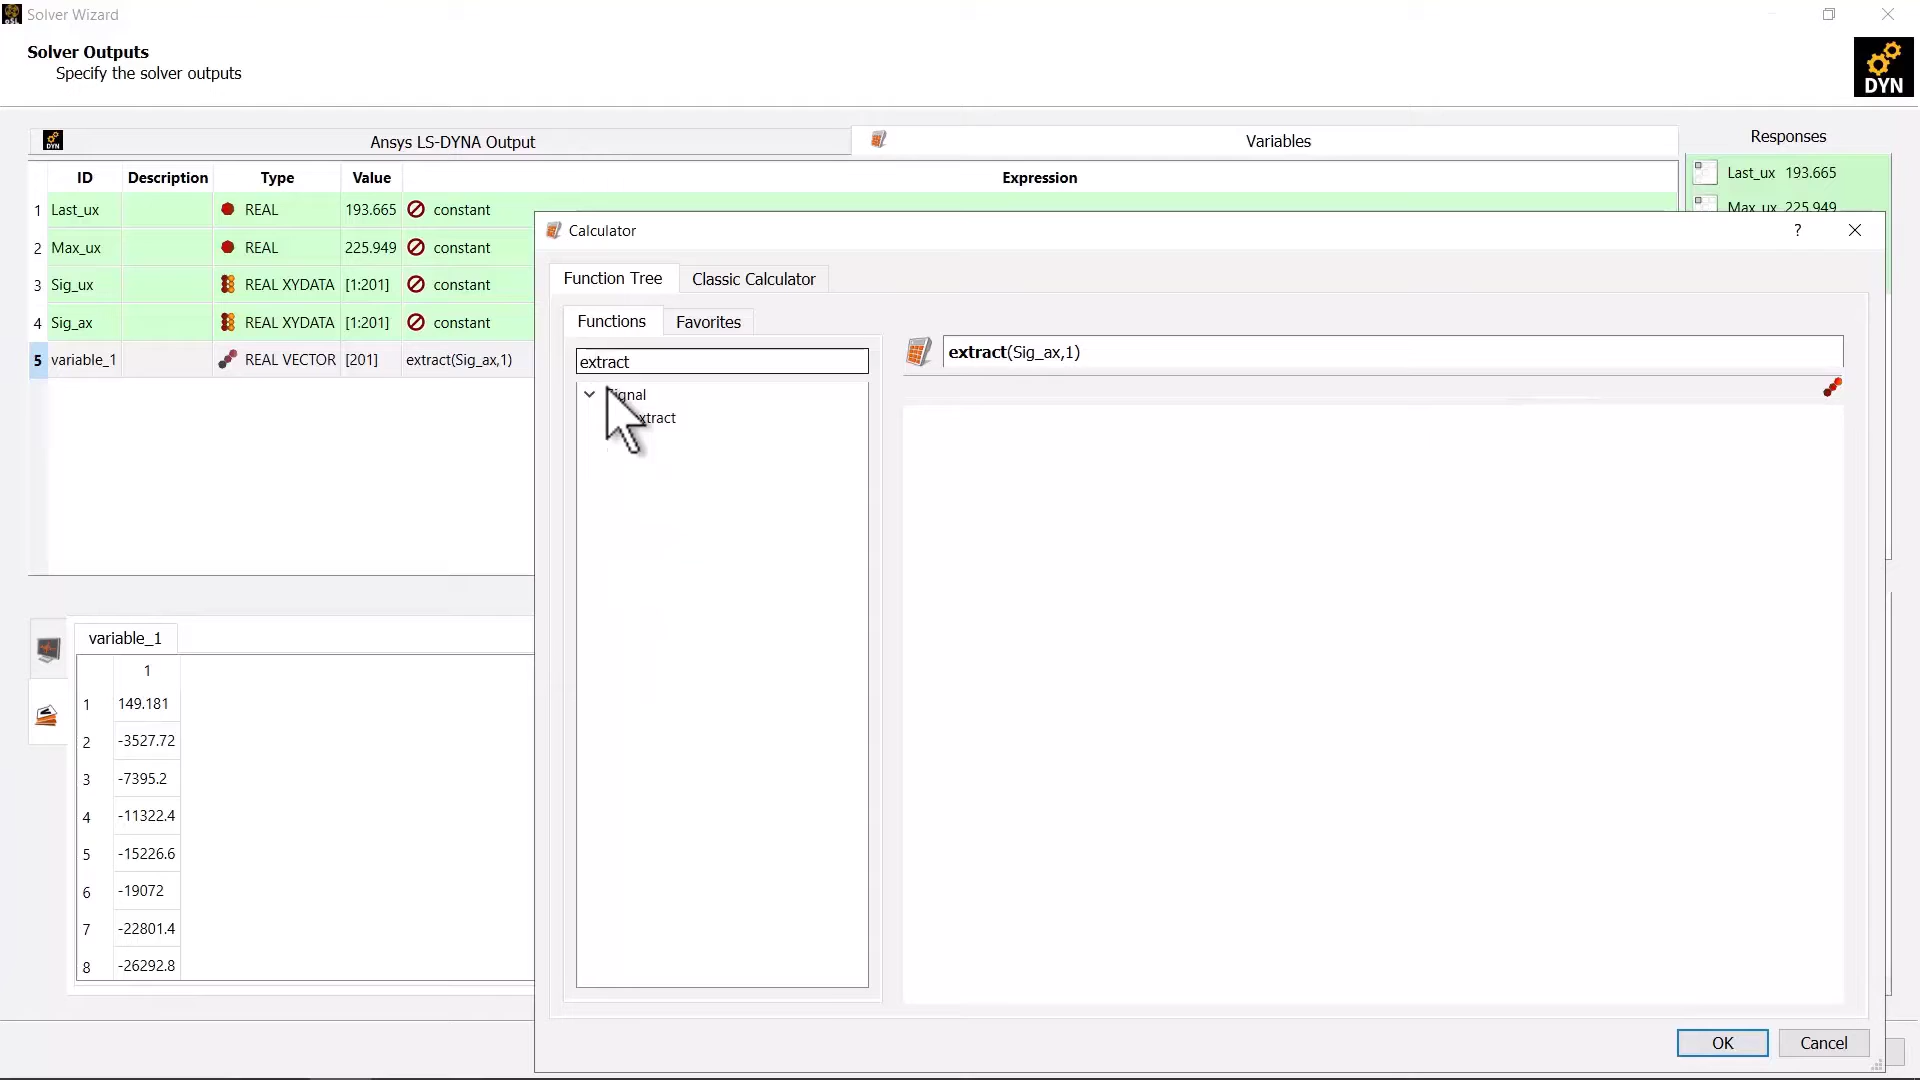 Solver Wizard
Solver Outputs
Specify the solver outputs
DYN
Ansys LS-DYNA Output
Variables
Responses
ID Description Type Value Expression
1 Last_ux REAL 193.665 constant
2 Max_ux REAL 225.949 constant
3 Sig_ux REAL XYDATA [1:201] constant
4 Sig_ax REAL XYDATA [1:201] constant
5 variable_1 REAL VECTOR [201] extract(Sig_ax,1)
Last_ux 193.665
Max_ux 225.949
Calculator
?
Function Tree
Classic Calculator
Functions
Favorites
extract
extract(Sig_ax,1)
variable_1
1
1 149.181
2 -3527.72
3 -7395.2
4 -11322.4
5 -15226.6
6 -19072
7 -22801.4
8 -26292.8
OK
Cancel